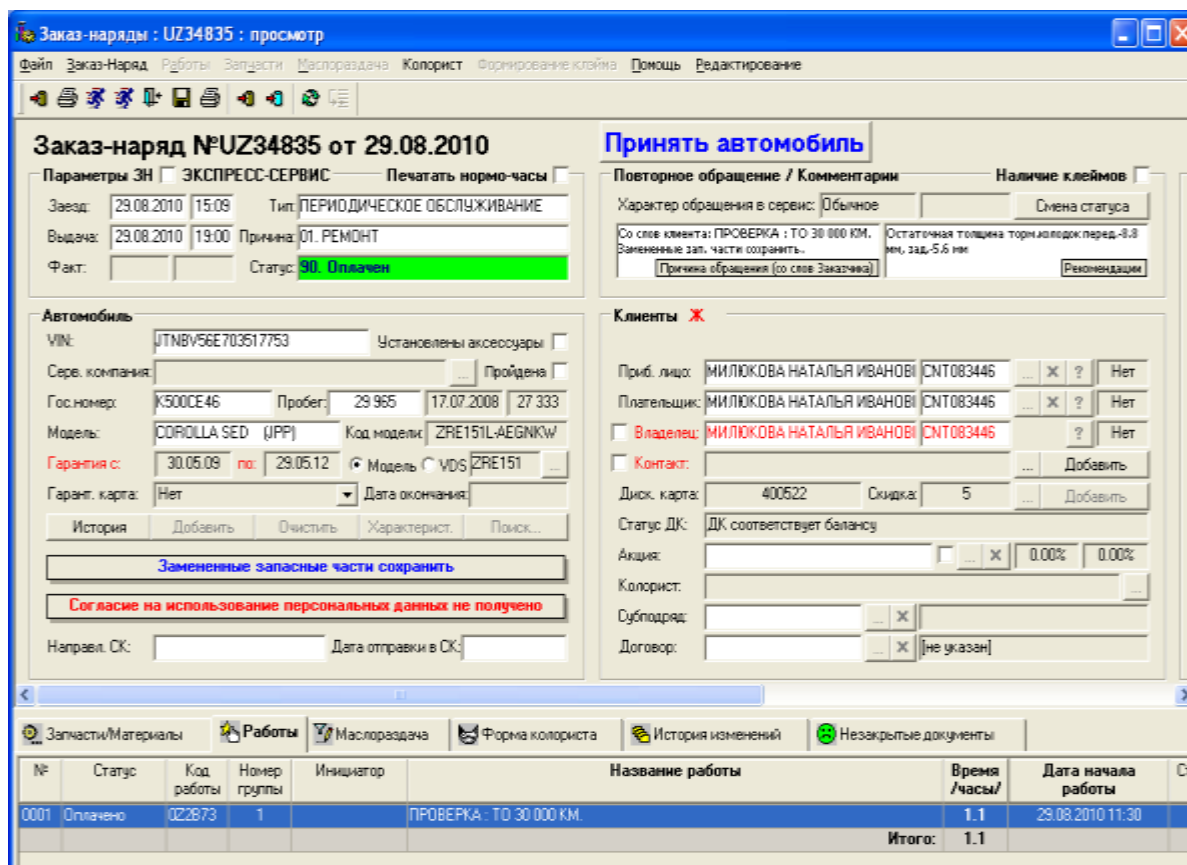 Заказ-наряды : UZ34835 : просмотр
Файл Заказ-Наряд Работы Запчасти Маслораздача Колорист Формирование клейма Помощь Редактирование
Заказ-наряд №UZ34835 от 29.08.2010
Принять автомобиль
Параметры ЗН ЭКСПРЕСС-СЕРВИС Печатать нормо-часы
Заезд: 29.08.2010 15:09 Тип: ПЕРИОДИЧЕСКОЕ ОБСЛУЖИВАНИЕ
Выдача: 29.08.2010 19:00 Причина: 01. РЕМОНТ
Факт: Статус: 90. Оплачен
Повторное обращение / Комментарии Наличие клеймов
Характер обращения в сервис: Обычное Смена статуса
Со слов клиента: ПРОВЕРКА : ТО 30 000 КМ.
Замененные зап. части сохранить..
Причина обращения (со слов Заказчика)
Остаточная толщина торм.колодок перед.-8.8
мм, зад.-5.6 мм
Рекомендации
Автомобиль
VIN: JTNBV56E703517753 Установлены аксессуары
Серв. компания: ... Пройдена
Гос.номер: K500CE46 Пробег: 29 965 17.07.2008 27 333
Модель: COROLLA SED (JPP) Код модели: ZRE151L-AEGNKW
Гарантия с: 30.05.09 по: 29.05.12 Модель VDS ZRE151 ...
Гарант. карта: Нет Дата окончания:
История Добавить Очистить Характерист. Поиск...
Замененные запасные части сохранить
Согласие на использование персональных данных не получено
Направл. СК: Дата отправки в СК:
Клиенты Ж
Приб. лицо: МИЛЮКОВА НАТАЛЬЯ ИВАНОВ CNT083446 ... X ? Нет
Плательщик: МИЛЮКОВА НАТАЛЬЯ ИВАНОВ CNT083446 ... X ? Нет
Владелец: МИЛЮКОВА НАТАЛЬЯ ИВАНОВ CNT083446 ? Нет
Контакт: ... Добавить
Диск. карта: 400522 Скидка: 5 ... Добавить
Статус ДК: ДК соответствует балансу
Акция: ... X 0.00% 0.00%
Колорист: ...
Субподряд: ... X
Договор: ... X [не указан]
Запчасти/Материалы Работы Маслораздача Форма колориста История изменений Незакрытые документы
№ Статус Код работы Номер группы Инициатор Название работы Время /часы/ Дата начала работы
0001 Оплачено 0Z2B73 1 ПРОВЕРКА : ТО 30 000 КМ. 1.1 29.08.2010 11:30
Итого: 1.1